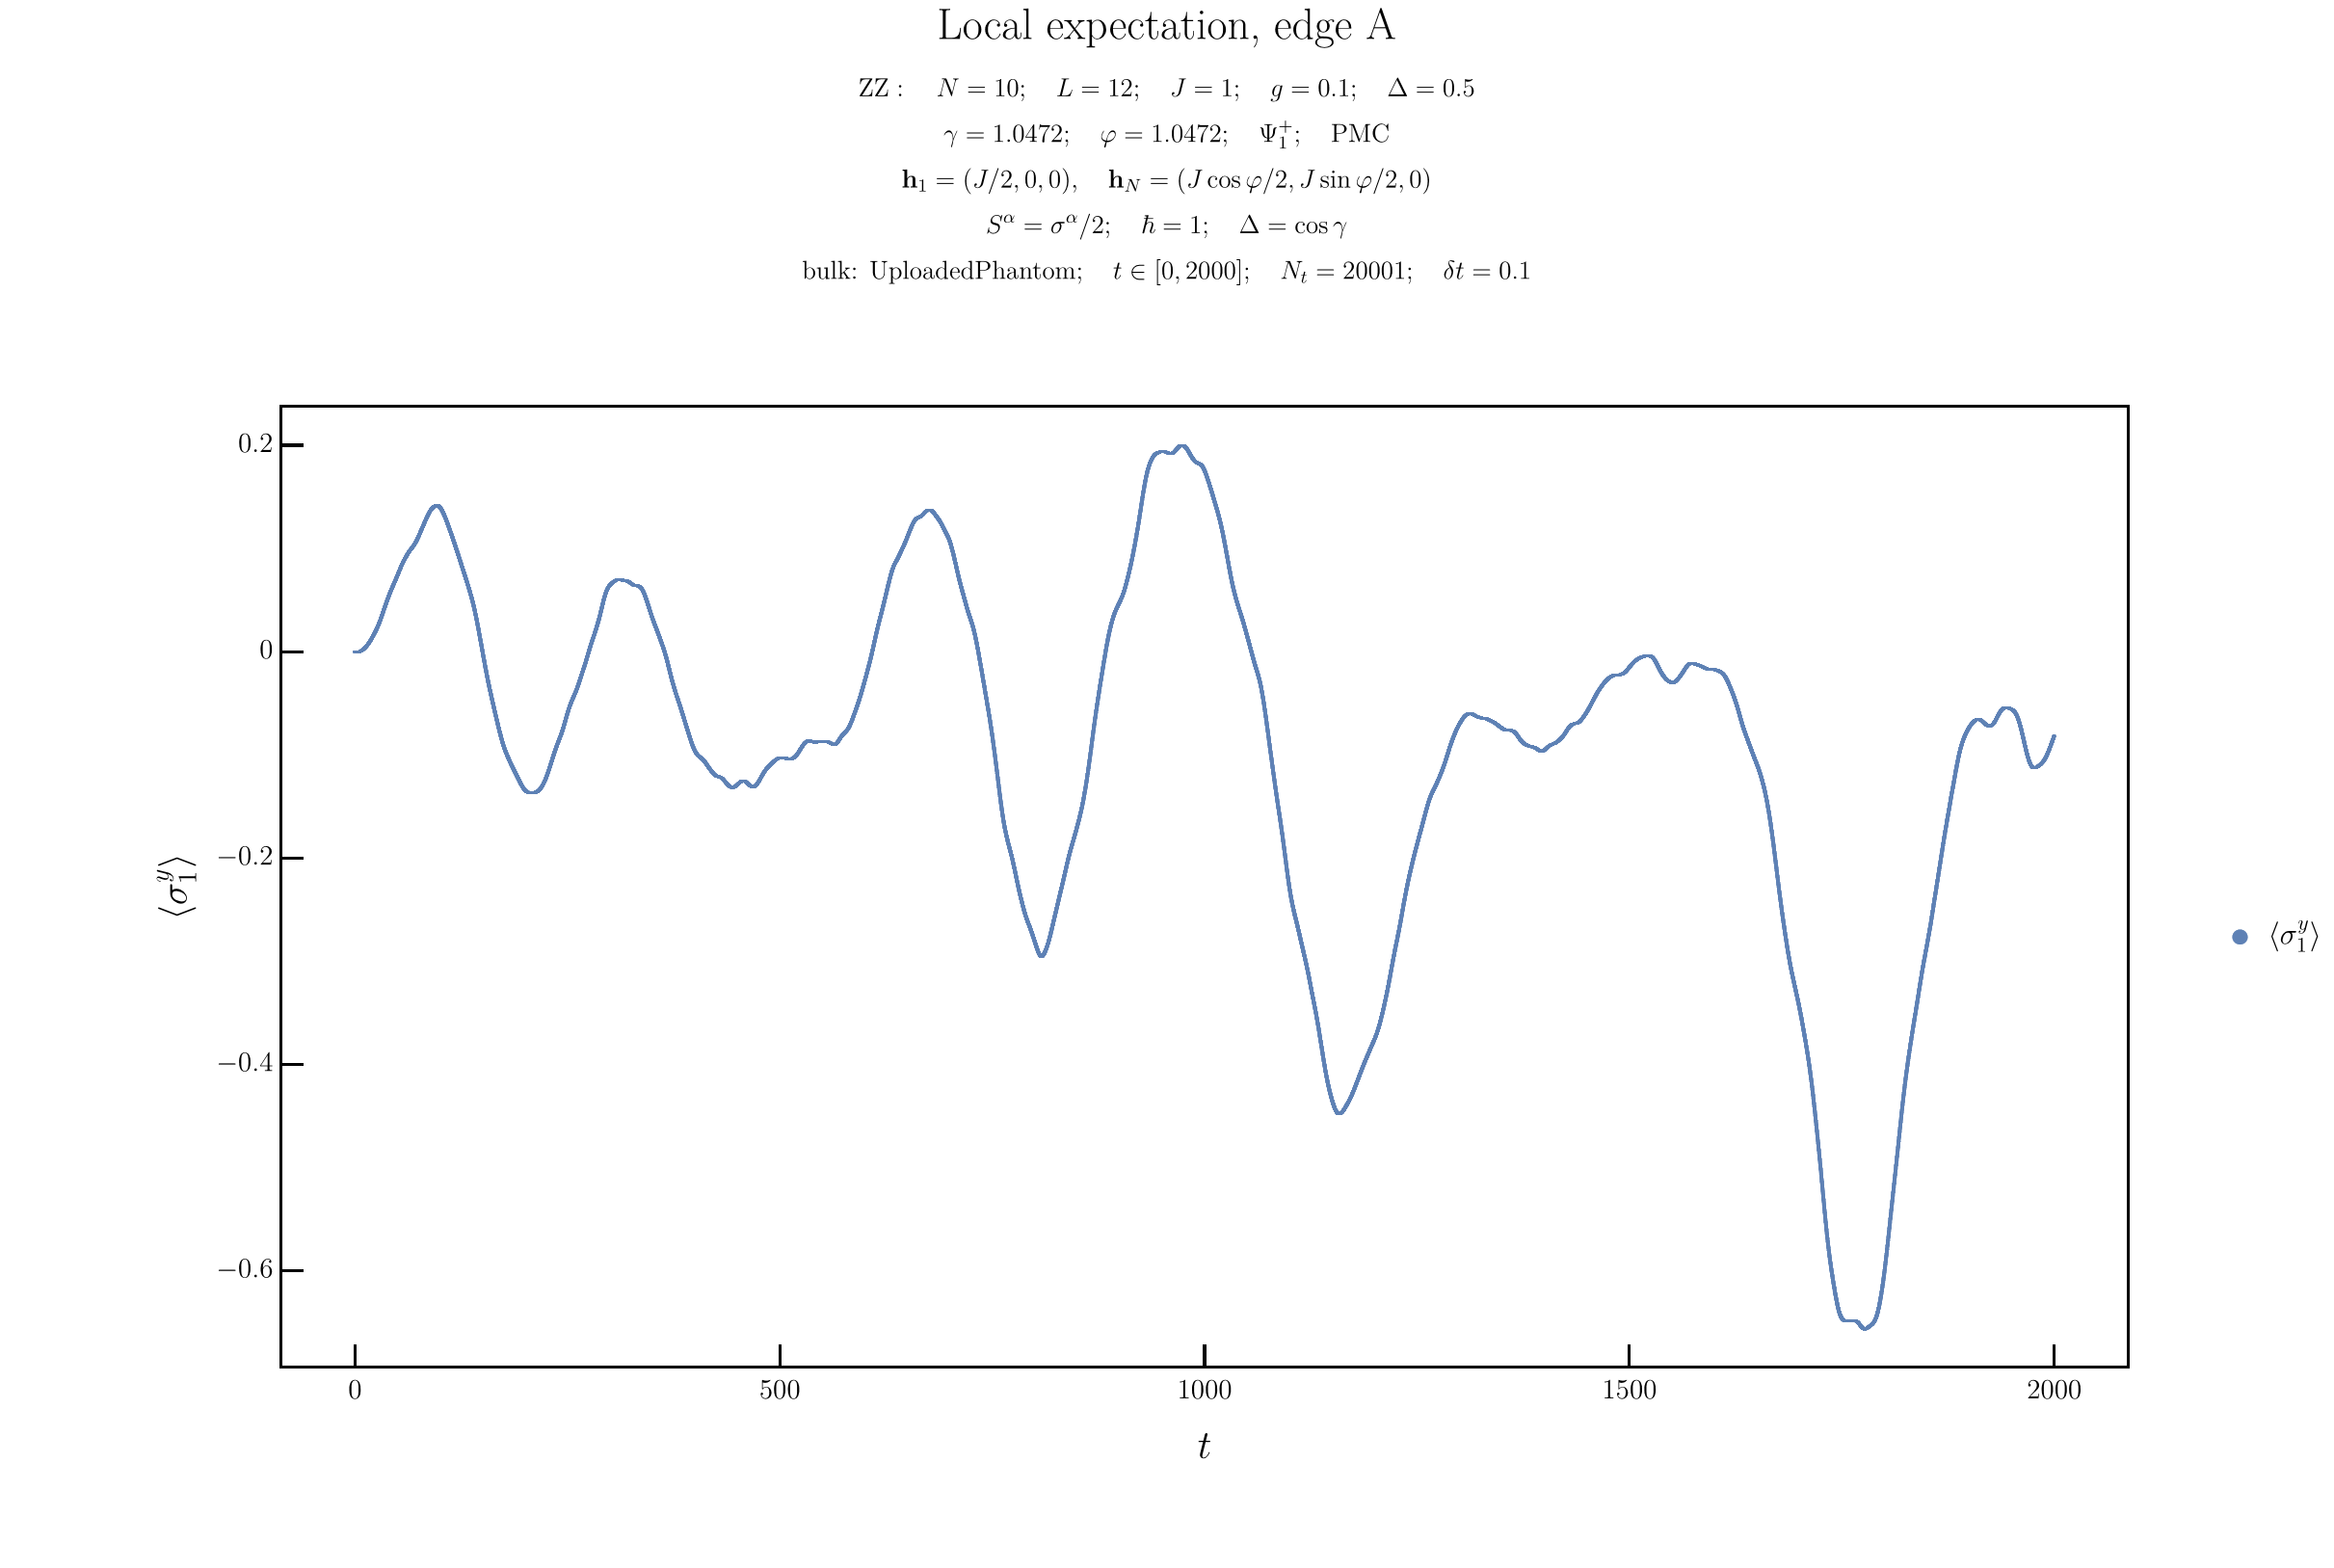 Local expectation, edge A
ZZ : N = 10; L = 12; J = 1; g = 0.1; Δ = 0.5
γ = 1.0472; φ = 1.0472; Ψ₁⁺; PMC
𝐡₁ = (J/2, 0, 0), 𝐡_N = (J cos φ/2, J sin φ/2, 0)
S^α = σ^α/2; ℏ = 1; Δ = cos γ
bulk: UploadedPhantom; t ∈ [0, 2000]; N_t = 20001; δt = 0.1
0.2
0
−0.2
−0.4
−0.6
⟨σ₁^y⟩
0 500 1000 1500 2000
t
⟨σ₁^y⟩